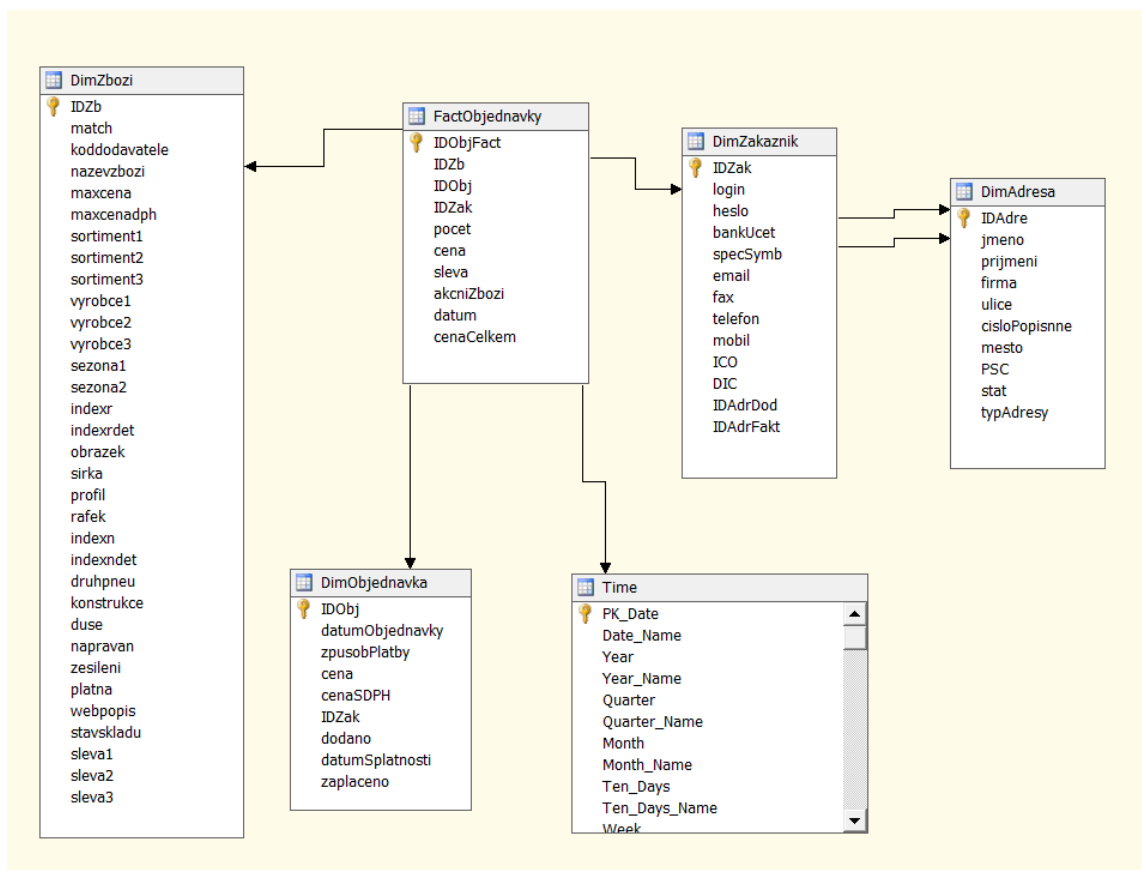 DimZbozi
IDZb
match
koddodavatele
nazevzbozi
maxcena
maxcenadph
sortiment1
sortiment2
sortiment3
vyrobce1
vyrobce2
vyrobce3
sezona1
sezona2
indexr
indexrdet
obrazek
sirka
profil
rafek
indexn
indexndet
druhpneu
konstrukce
duse
napravan
zesileni
platna
webpopis
stavskladu
sleva1
sleva2
sleva3
FactObjednavky
IDObjFact
IDZb
IDObj
IDZak
pocet
cena
sleva
akcniZbozi
datum
cenaCelkem
DimZakaznik
IDZak
login
heslo
bankUcet
specSymb
email
fax
telefon
mobil
ICO
DIC
IDAdrDod
IDAdrFakt
DimAdresa
IDAdre
jmeno
prijmeni
firma
ulice
cisloPopisnne
mesto
PSC
stat
typAdresy
DimObjednavka
IDObj
datumObjednavky
zpusobPlatby
cena
cenaSDPH
IDZak
dodano
datumSplatnosti
zaplaceno
Time
PK_Date
Date_Name
Year
Year_Name
Quarter
Quarter_Name
Month
Month_Name
Ten_Days
Ten_Days_Name
Week